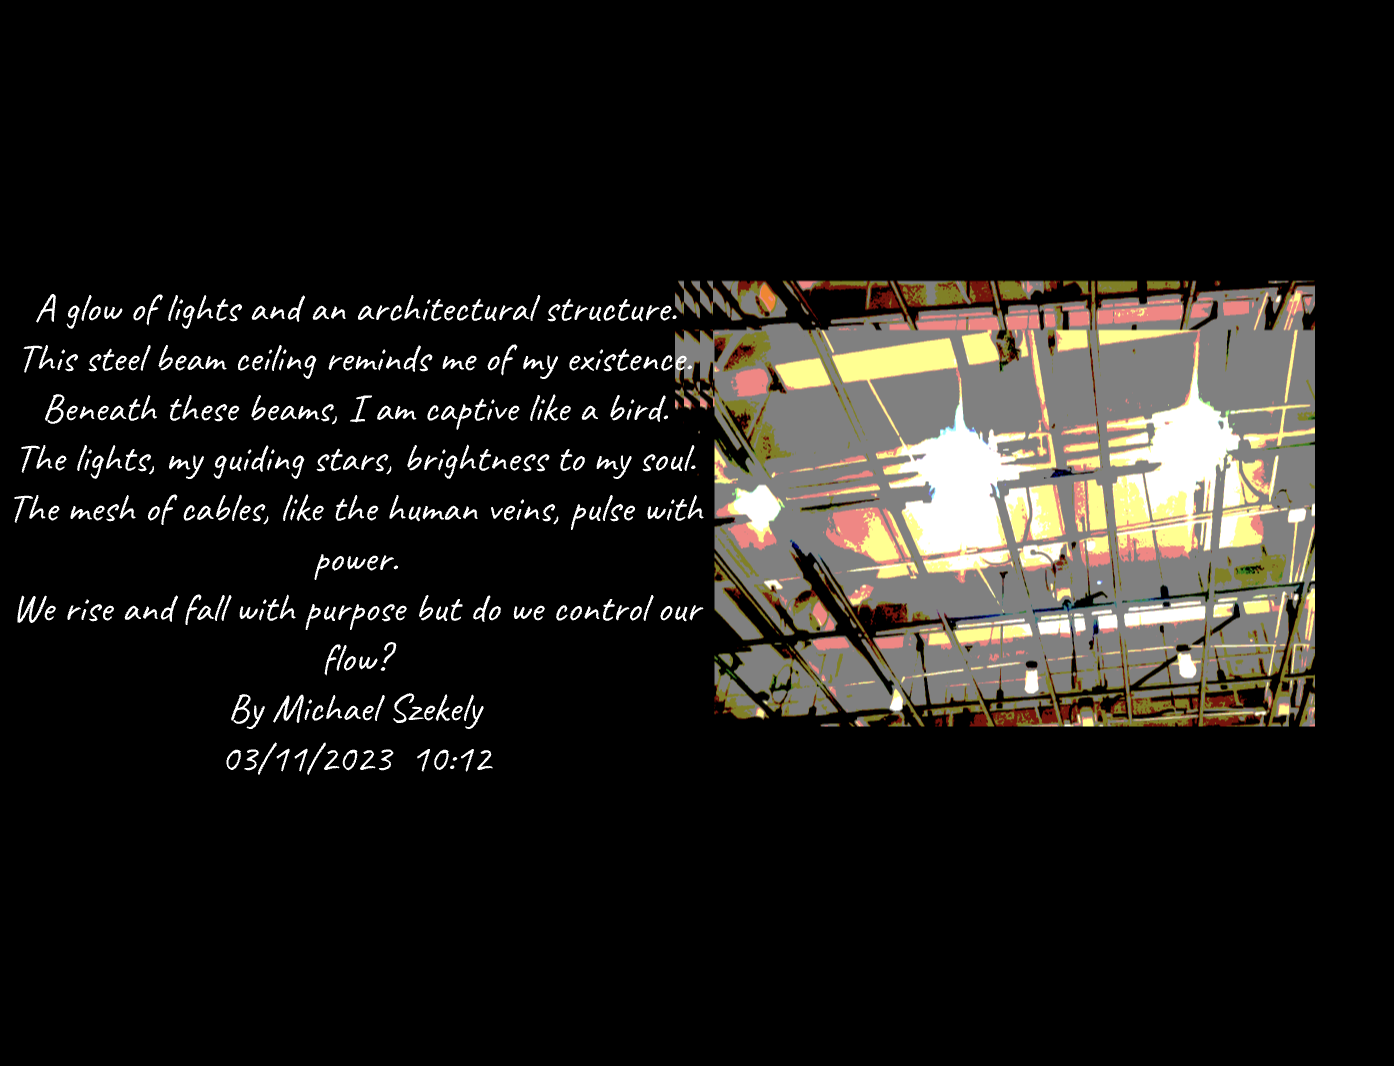 A glow of lights and an architectural structure.
This steel beam ceiling reminds me of my existence.
Beneath these beams, I am captive like a bird.
The lights, my guiding stars, brightness to my soul.
The mesh of cables, like the human veins, pulse with
power.
We rise and fall with purpose but do we control our
flow?
By Michael Szekely
03/11/2023 10:12